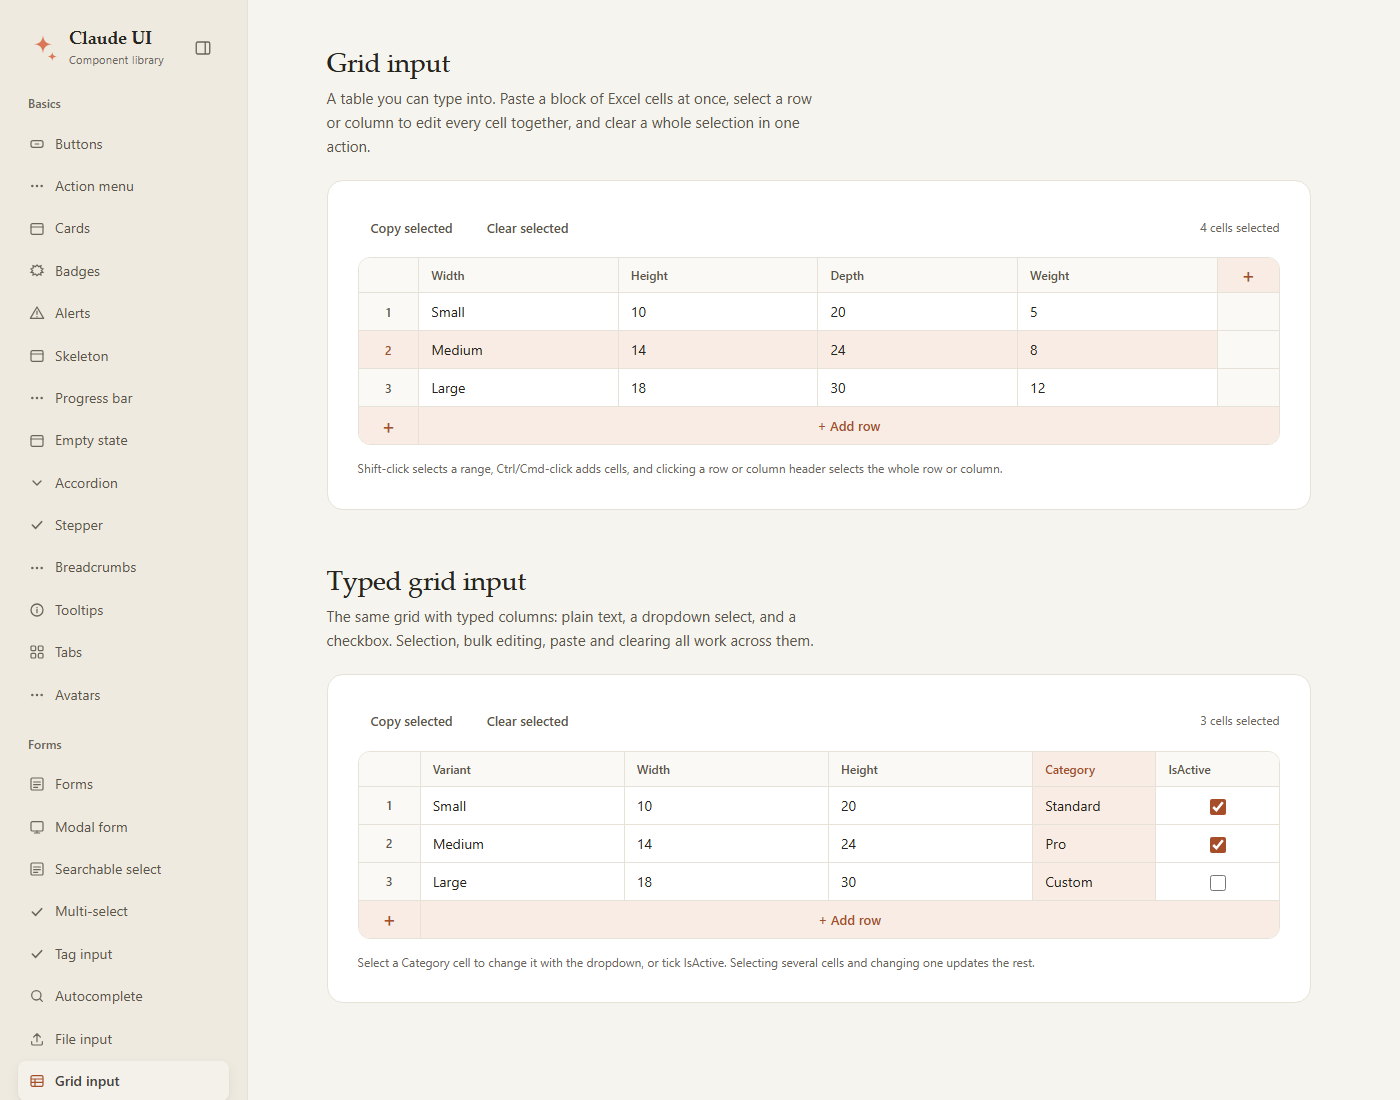 Claude UI
Component library
Basics
Buttons
Action menu
Cards
Badges
Alerts
Skeleton
Progress bar
Empty state
Accordion
Stepper
Breadcrumbs
Tooltips
Tabs
Avatars
Forms
Forms
Modal form
Searchable select
Multi-select
Tag input
Autocomplete
File input
Grid input
Grid input
A table you can type into. Paste a block of Excel cells at once, select a row
or column to edit every cell together, and clear a whole selection in one
action.
Copy selected Clear selected 4 cells selected
Width Height Depth Weight +
1 Small 10 20 5
2 Medium 14 24 8
3 Large 18 30 12
+ + Add row
Shift-click selects a range, Ctrl/Cmd-click adds cells, and clicking a row or column header selects the whole row or column.
Typed grid input
The same grid with typed columns: plain text, a dropdown select, and a
checkbox. Selection, bulk editing, paste and clearing all work across them.
Copy selected Clear selected 3 cells selected
Variant Width Height Category IsActive
1 Small 10 20 Standard
2 Medium 14 24 Pro
3 Large 18 30 Custom
+ + Add row
Select a Category cell to change it with the dropdown, or tick IsActive. Selecting several cells and changing one updates the rest.